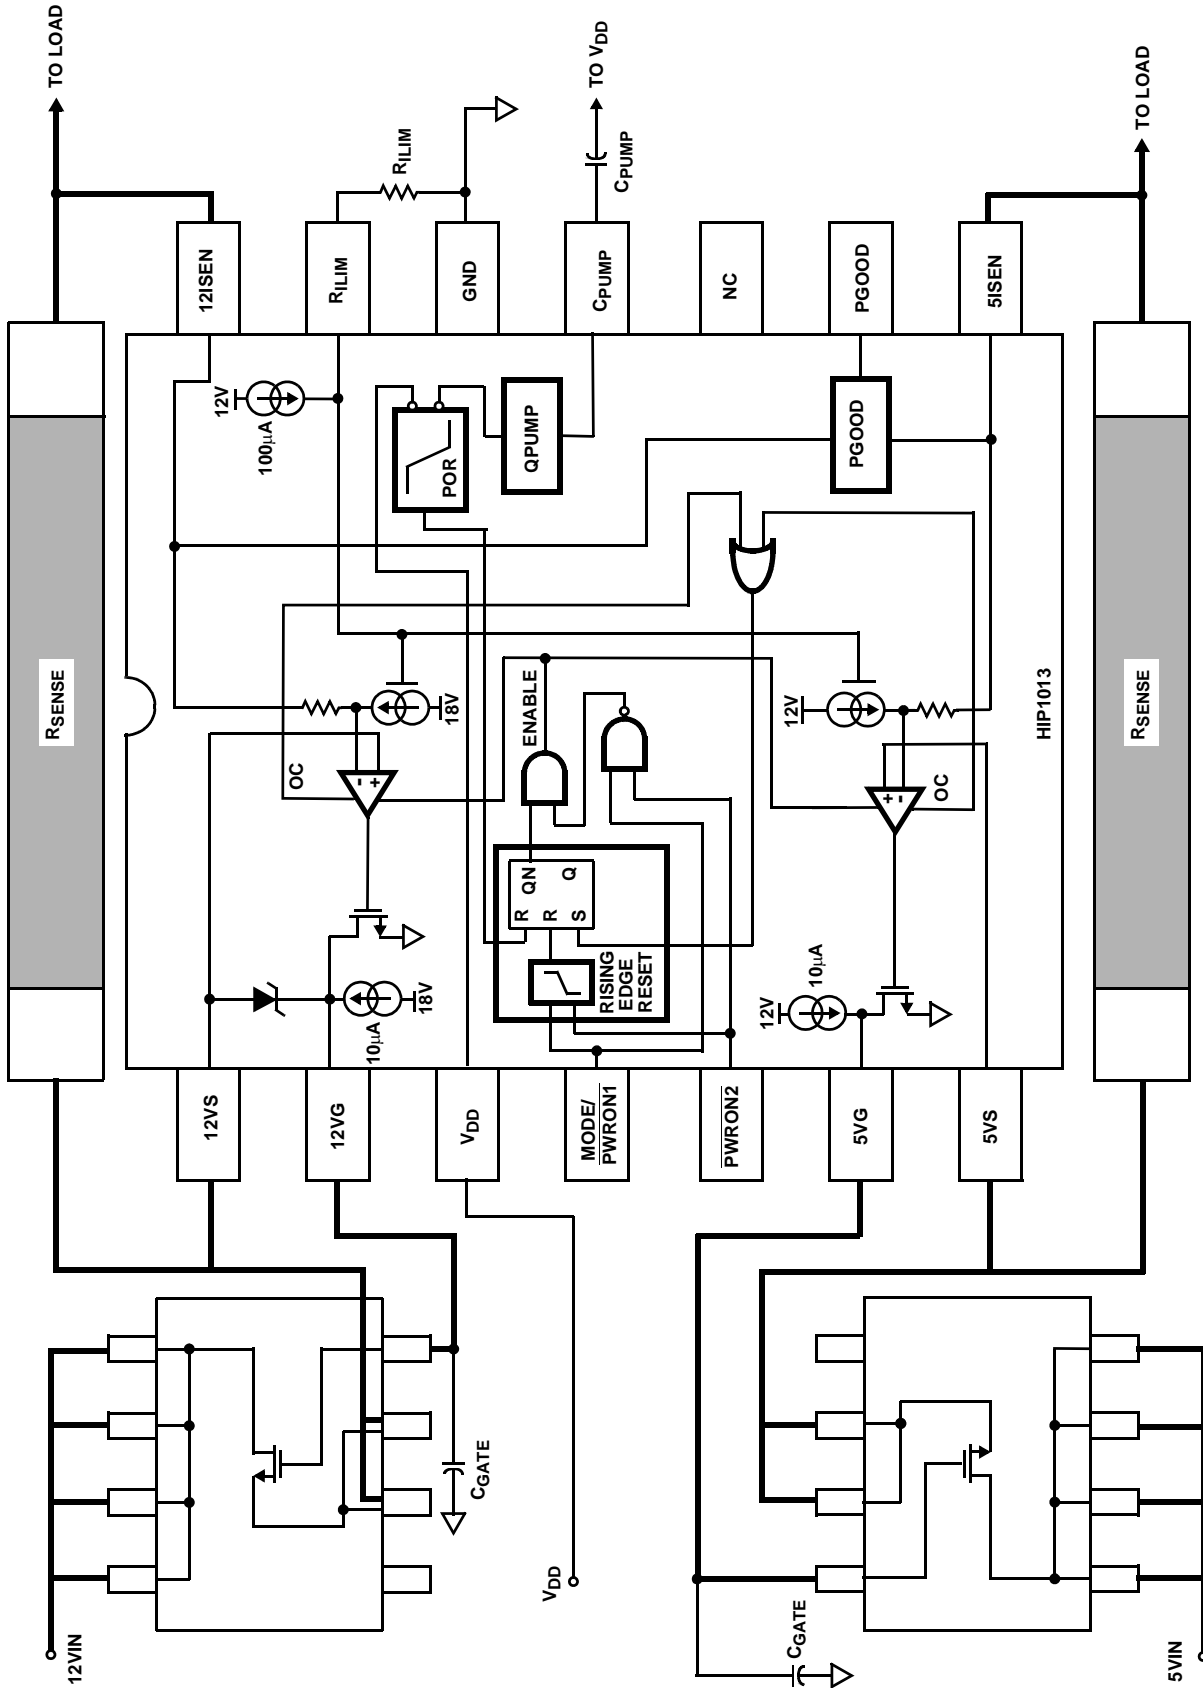 12VIN
TO LOAD
RSENSE
12VS
12ISEN
12VG
RILIM
RILIM
VDD
GND
MODE/
PWRON1
CPUMP
CPUMP
TO VDD
PWRON2
NC
5VG
PGOOD
5VS
5ISEN
12V
100µA
POR
QPUMP
PGOOD
OC
-
+
18V
ENABLE
10µA
18V
QN
Q
R
R
S
RISING
EDGE
RESET
12V
+
-
OC
12V
10µA
HIP1013
CGATE
VDD
CGATE
RSENSE
TO LOAD
5VIN